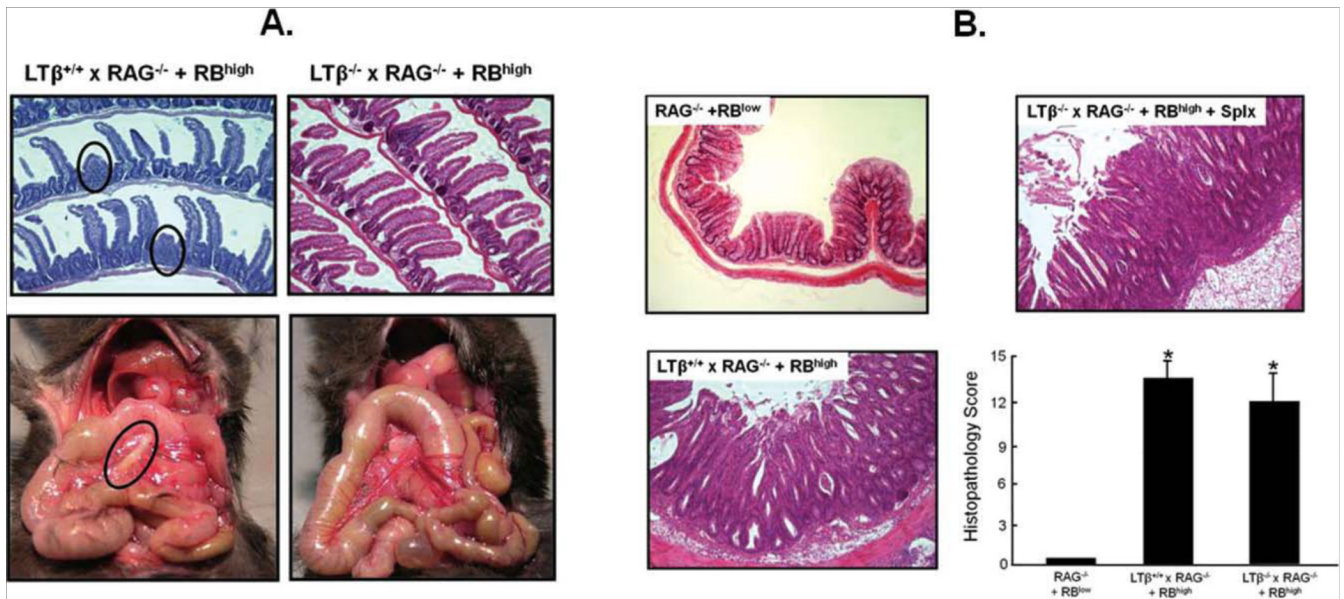 A.
LTβ⁺/⁺ x RAG⁻/⁻ + RBʰⁱᵍʰ
LTβ⁻/⁻ x RAG⁻/⁻ + RBʰⁱᵍʰ
B.
RAG⁻/⁻ +RBˡᵒʷ
LTβ⁻/⁻ x RAG⁻/⁻ + RBʰⁱᵍʰ + Splx
LTβ⁺/⁺ x RAG⁻/⁻ + RBʰⁱᵍʰ
Histopathology Score
15
12
9
6
3
0
*
*
RAG⁻/⁻
+ RBˡᵒʷ
LTβ⁺/⁺ x RAG⁻/⁻
+ RBʰⁱᵍʰ
LTβ⁻/⁻ x RAG⁻/⁻
+ RBʰⁱᵍʰ